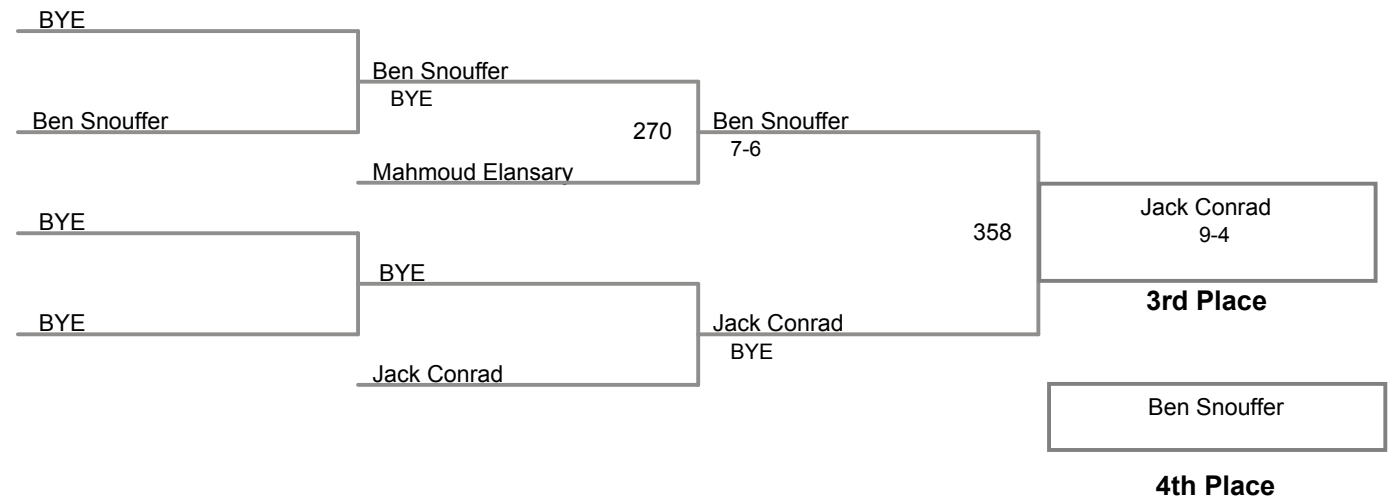 BYE
Ben Snouffer
BYE
Ben Snouffer
270
Ben Snouffer
7-6
Mahmoud Elansary
BYE
358
Jack Conrad
9-4
BYE
3rd Place
BYE
Jack Conrad
BYE
Jack Conrad
Ben Snouffer
4th Place